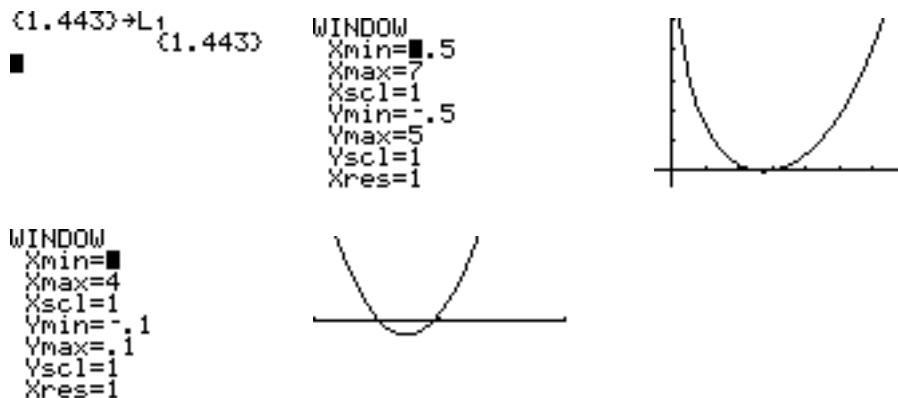 {1.443}→L₁
{1.443}
WINDOW
Xmin=█.5
Xmax=7
Xscl=1
Ymin=-.5
Ymax=5
Yscl=1
Xres=1
WINDOW
Xmin=█
Xmax=4
Xscl=1
Ymin=-.1
Ymax=.1
Yscl=1
Xres=1